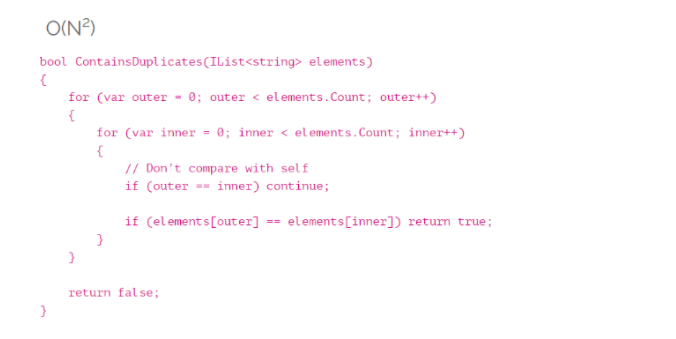 O(N²)
bool ContainsDuplicates(IList<string> elements)
{
    for (var outer = 0; outer < elements.Count; outer++)
    {
        for (var inner = 0; inner < elements.Count; inner++)
        {
            // Don't compare with self
            if (outer == inner) continue;

            if (elements[outer] == elements[inner]) return true;
        }
    }

    return false;
}